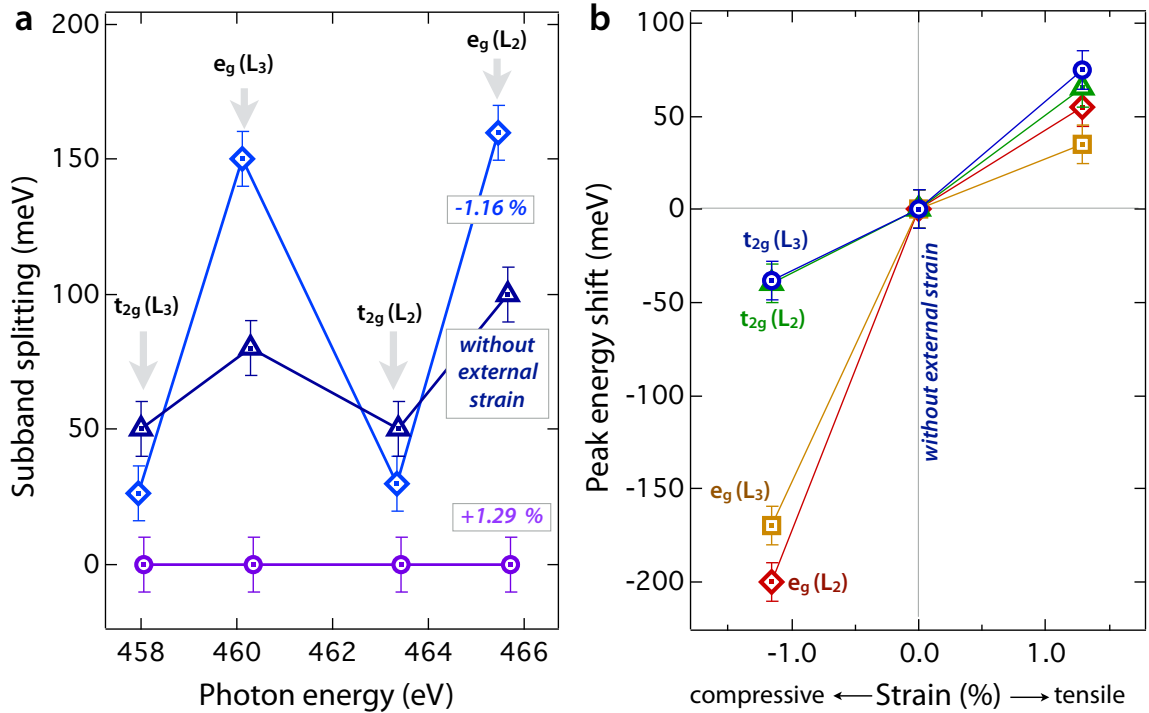 a
200
150
100
50
0
Subband splitting (meV)
458
460
462
464
466
Photon energy (eV)
t2g (L3)
eg (L3)
t2g (L2)
eg (L2)
-1.16 %
without
external
strain
+1.29 %
b
100
50
0
-50
-100
-150
-200
Peak energy shift (meV)
t2g (L3)
t2g (L2)
eg (L3)
eg (L2)
without external strain
-1.0
0.0
1.0
compressive ← Strain (%) → tensile